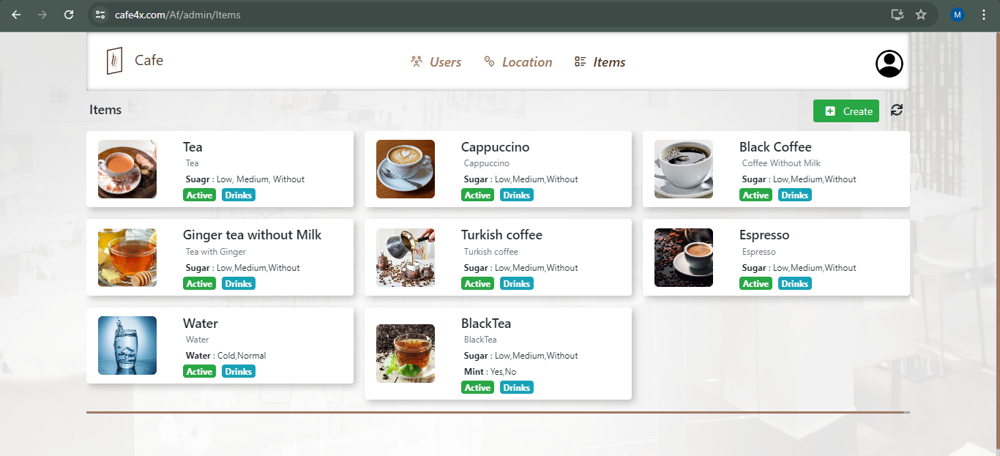 cafe4x.com/Af/admin/Items
M
Cafe
Users
Location
Items
Items
Create
Tea
Tea
Suagr : Low, Medium, Without
Active Drinks
Cappuccino
Cappuccino
Sugar : Low,Medium,Without
Active Drinks
Black Coffee
Coffee Without Milk
Sugar : Low,Medium,Without
Active Drinks
Ginger tea without Milk
Tea with Ginger
Sugar : Low,Medium,Without
Active Drinks
Turkish coffee
Turkish coffee
Sugar : Low,Medium,Without
Active Drinks
Espresso
Espresso
Sugar : Low,Medium,Without
Active Drinks
Water
Water
Water : Cold,Normal
Active Drinks
BlackTea
BlackTea
Sugar : Low,Medium,Without
Mint : Yes,No
Active Drinks